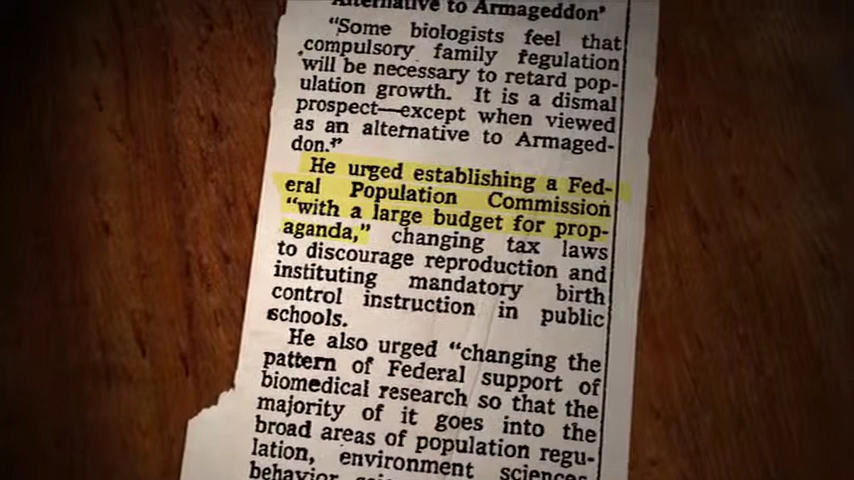 Alternative to Armageddon'
"Some biologists feel that
compulsory family regulation
will be necessary to retard pop-
ulation growth. It is a dismal
prospect—except when viewed
as an alternative to Armaged-
don."
He urged establishing a Fed-
eral Population Commission
"with a large budget for prop-
aganda," changing tax laws
to discourage reproduction and
instituting mandatory birth
control instruction in public
schools.
He also urged "changing the
pattern of Federal support of
biomedical research so that the
majority of it goes into the
broad areas of population regu-
lation, environment sciences,
behavior